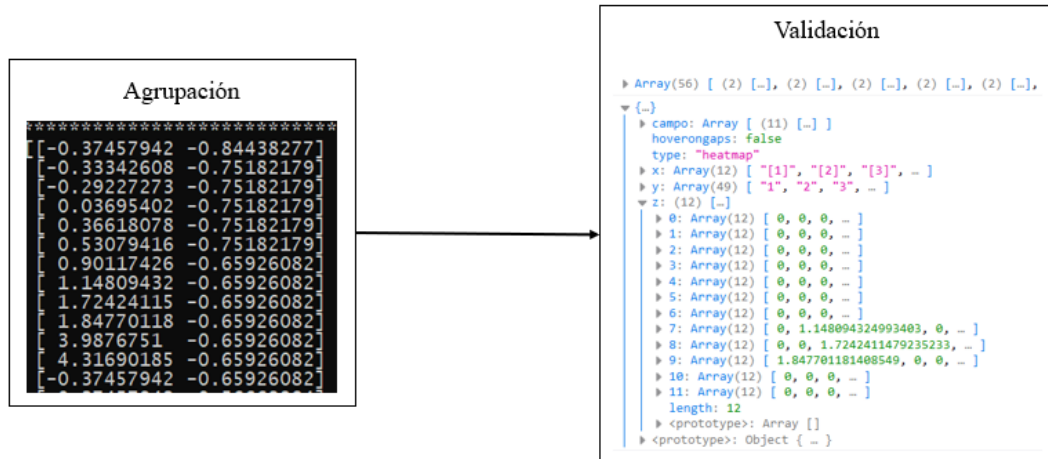 Agrupación
*********************************
[[-0.37457942 -0.84438277]
[-0.33342608 -0.75182179]
[-0.29227273 -0.75182179]
[ 0.03695402 -0.75182179]
[ 0.36618078 -0.75182179]
[ 0.53079416 -0.75182179]
[ 0.90117426 -0.65926082]
[ 1.14809432 -0.65926082]
[ 1.72424115 -0.65926082]
[ 1.84770118 -0.65926082]
[ 3.9876751 -0.65926082]
[ 4.31690185 -0.65926082]
[-0.37457942 -0.65926082]
Validación
Array(56) [ (2) […], (2) […], (2) […], (2) […], (2) […],
{…}
campo: Array [ (11) […] ]
hoverongaps: false
type: "heatmap"
x: Array(12) [ "[1]", "[2]", "[3]", … ]
y: Array(49) [ "1", "2", "3", … ]
z: (12) […]
0: Array(12) [ 0, 0, 0, … ]
1: Array(12) [ 0, 0, 0, … ]
2: Array(12) [ 0, 0, 0, … ]
3: Array(12) [ 0, 0, 0, … ]
4: Array(12) [ 0, 0, 0, … ]
5: Array(12) [ 0, 0, 0, … ]
6: Array(12) [ 0, 0, 0, … ]
7: Array(12) [ 0, 1.148094324993403, 0, … ]
8: Array(12) [ 0, 0, 1.7242411479235233, … ]
9: Array(12) [ 1.847701181408549, 0, 0, … ]
10: Array(12) [ 0, 0, 0, … ]
11: Array(12) [ 0, 0, 0, … ]
length: 12
<prototype>: Array []
<prototype>: Object { … }